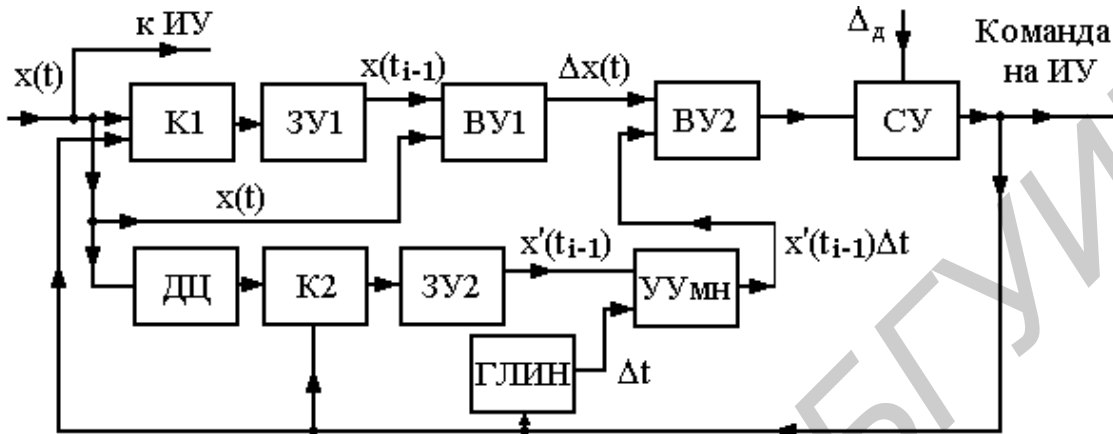 к ИУ
Δд
Команда
на ИУ
x(t)
x(ti-1)
Δx(t)
К1
ЗУ1
ВУ1
ВУ2
СУ
x(t)
x'(ti-1)
x'(ti-1)Δt
ДЦ
К2
ЗУ2
УУмн
ГЛИН
Δt
БГУИ